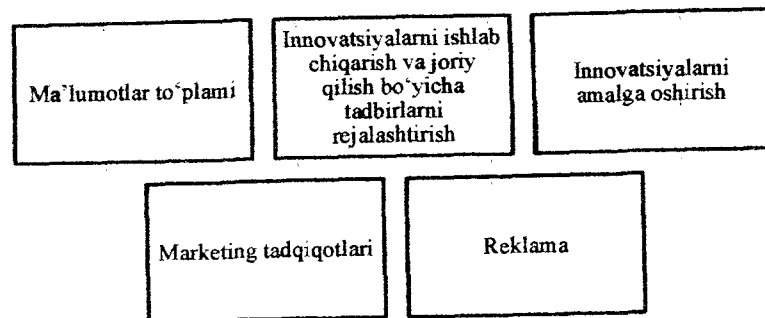 Ma’lumotlar to‘plami
Innovatsiyalarni ishlab
chiqarish va joriy
qilish bo‘yicha
tadbirlarni
rejalashtirish
Innovatsiyalarni
amalga oshirish
Marketing tadqiqotlari
Reklama